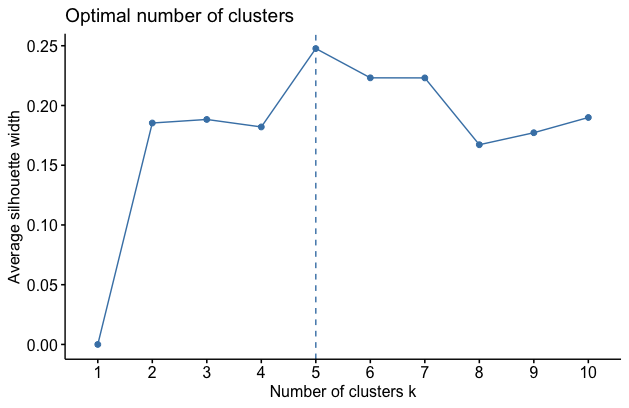 Optimal number of clusters
0.25
0.20
0.15
0.10
0.05
0.00
Average silhouette width
1 2 3 4 5 6 7 8 9 10
Number of clusters k